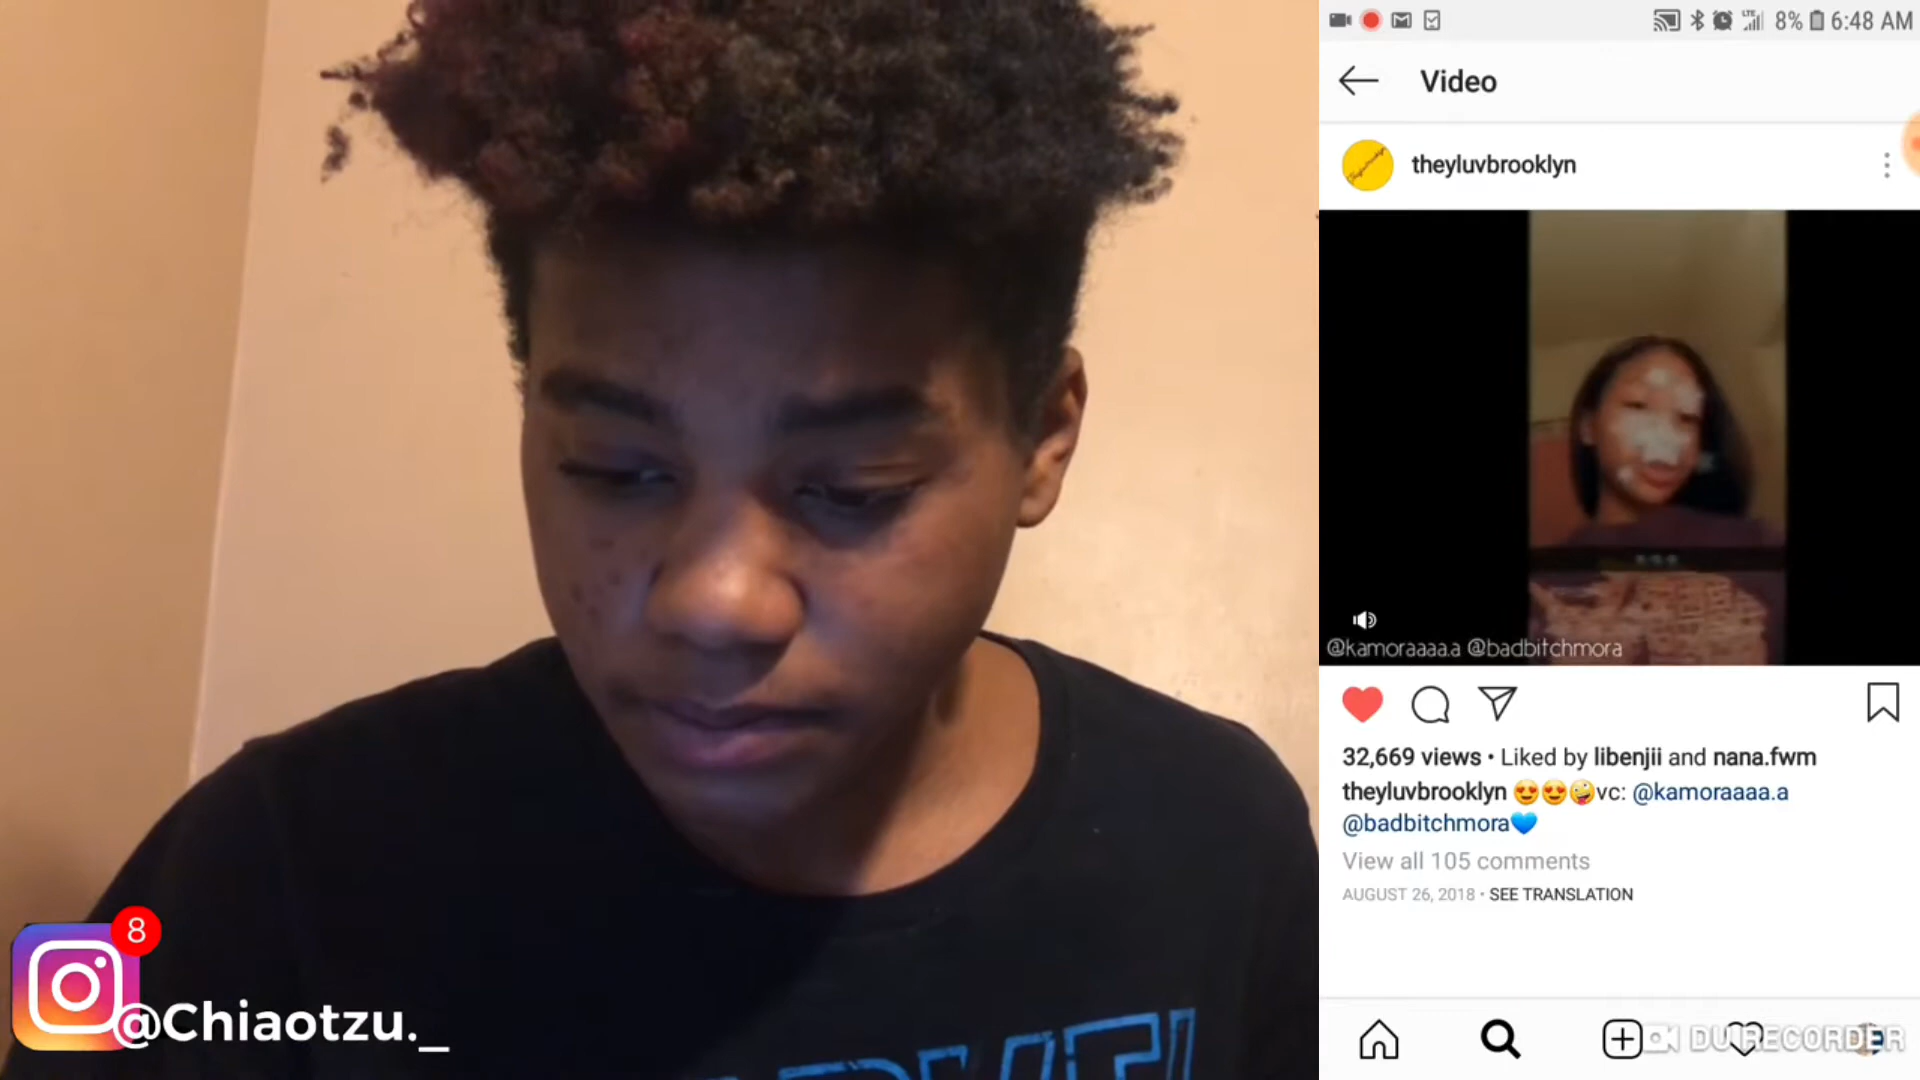 8% 6:48 AM
Video
theyluvbrooklyn
@kamoraaaa.a @badbitchmora
32,669 views • Liked by libenjii and nana.fwm
theyluvbrooklyn 😍😍🤪vc: @kamoraaaa.a
@badbitchmora💙
View all 105 comments
AUGUST 26, 2018 • SEE TRANSLATION
DU RECORDER
8
@Chiaotzu._